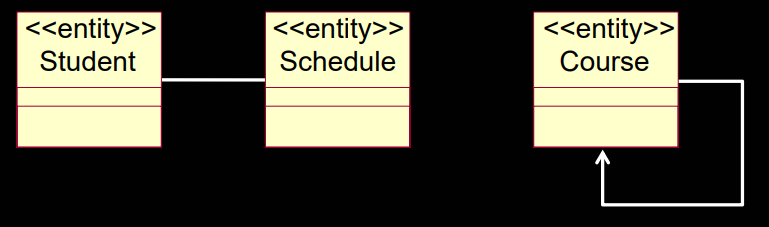 <<entity>>
Student
<<entity>>
Schedule
<<entity>>
Course